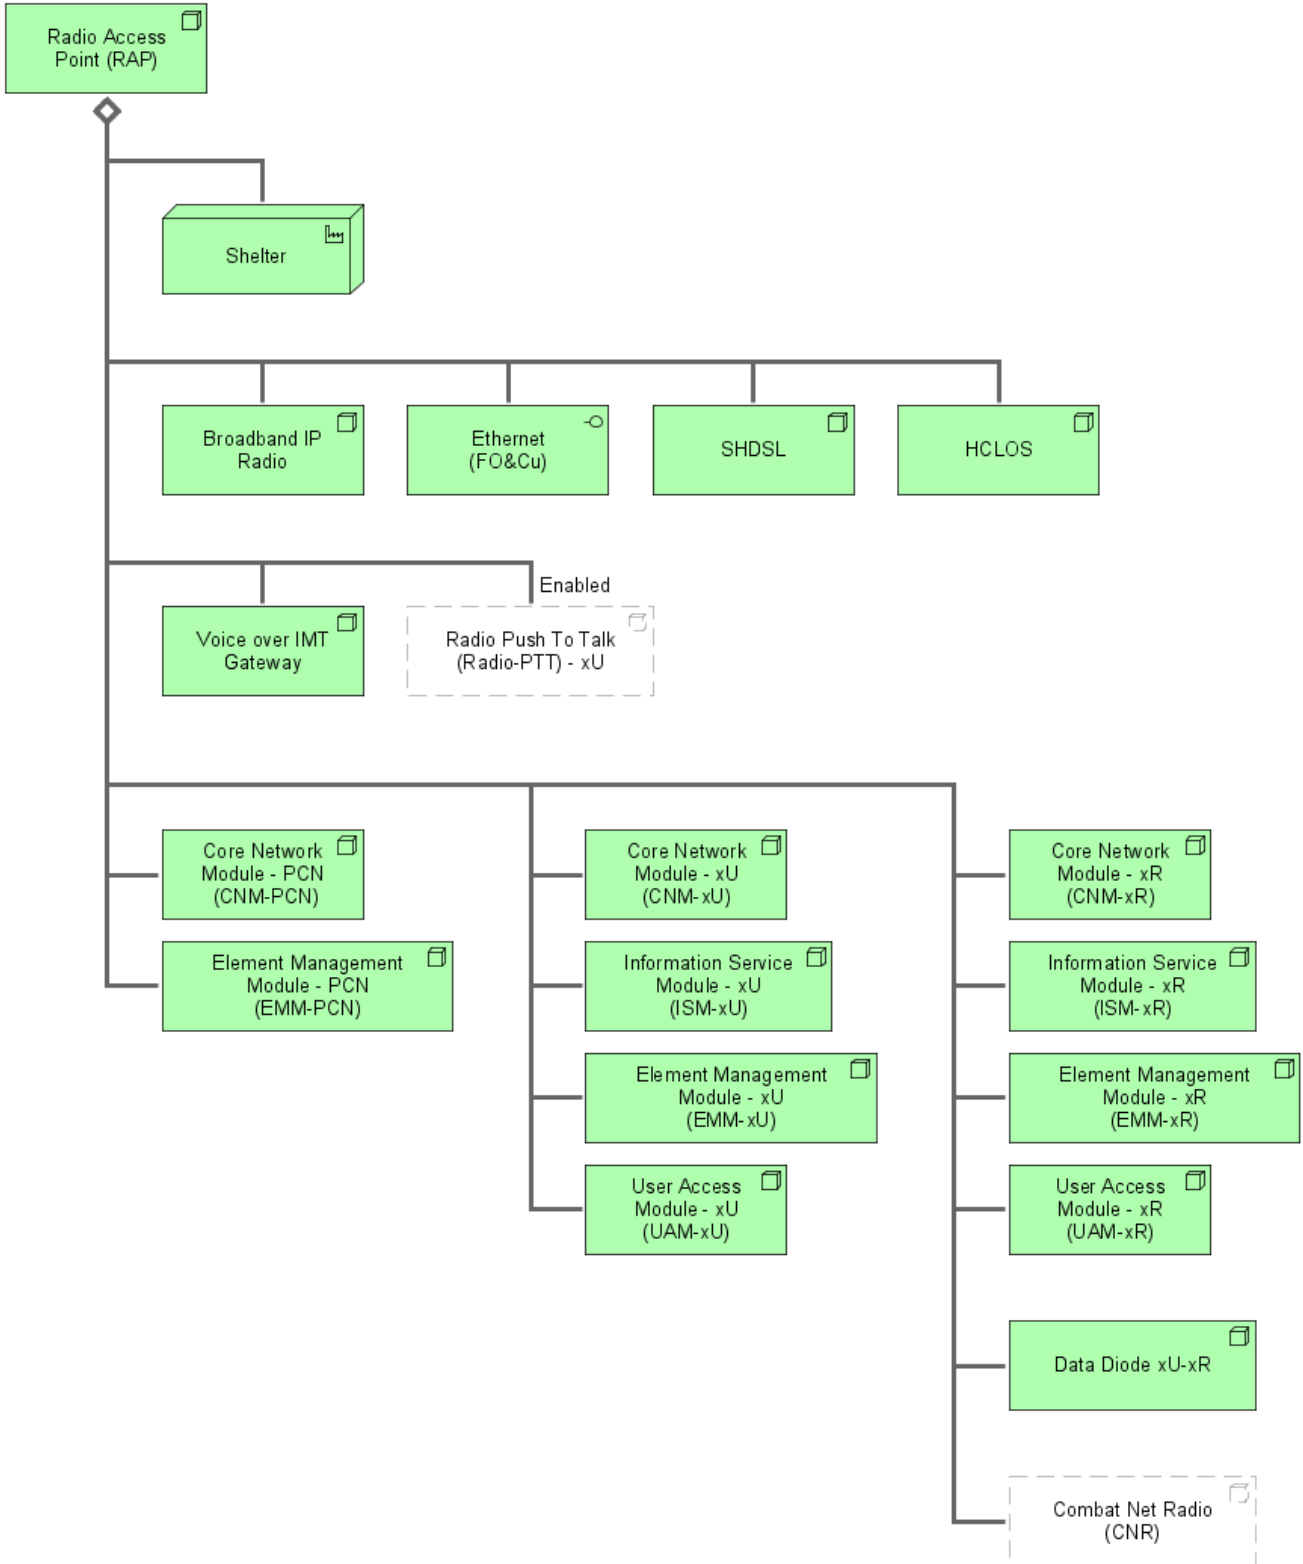 Radio Access
Point (RAP)
Shelter
Broadband IP
Radio
Ethernet
(FO&Cu)
SHDSL
HCLOS
Enabled
Voice over IMT
Gateway
Radio Push To Talk
(Radio-PTT) - xU
Core Network
Module - PCN
(CNM-PCN)
Element Management
Module - PCN
(EMM-PCN)
Core Network
Module - xU
(CNM-xU)
Information Service
Module - xU
(ISM-xU)
Element Management
Module - xU
(EMM-xU)
User Access
Module - xU
(UAM-xU)
Core Network
Module - xR
(CNM-xR)
Information Service
Module - xR
(ISM-xR)
Element Management
Module - xR
(EMM-xR)
User Access
Module - xR
(UAM-xR)
Data Diode xU-xR
Combat Net Radio
(CNR)